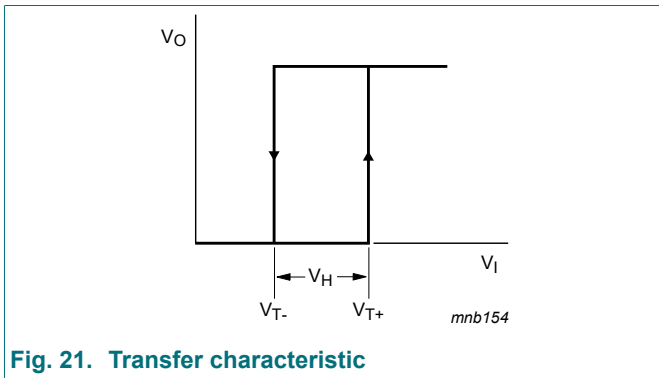 VO
VH
VI
VT-
VT+
mnb154
Fig. 21. Transfer characteristic